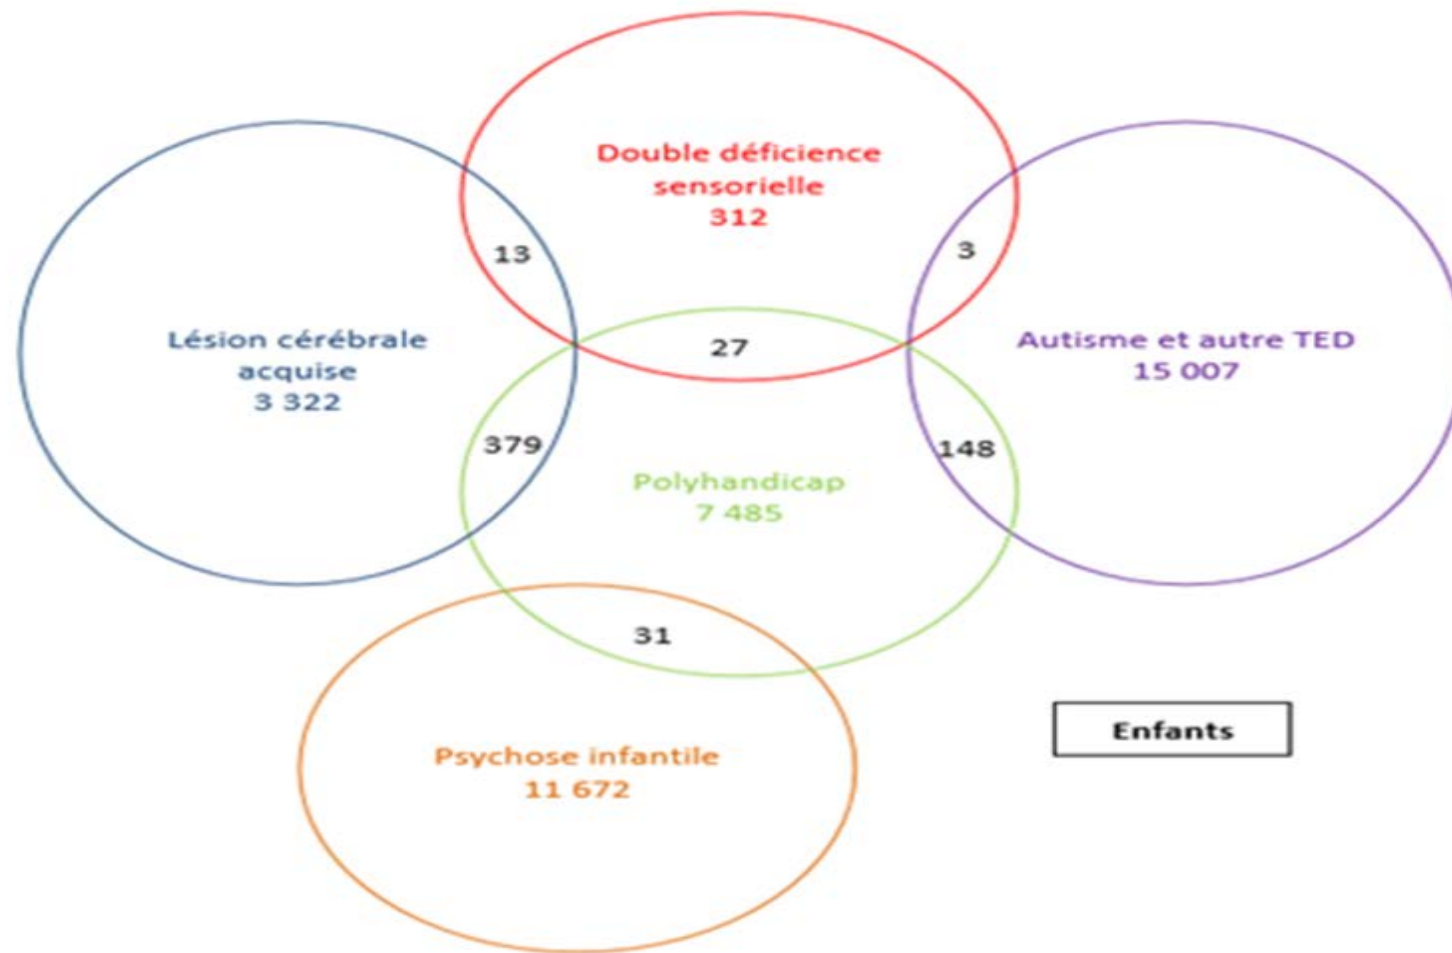 Double déficience
sensorielle
312
13
3
Lésion cérébrale
acquise
3 322
27
Autisme et autre TED
15 007
379
148
Polyhandicap
7 485
31
Psychose infantile
11 672
Enfants